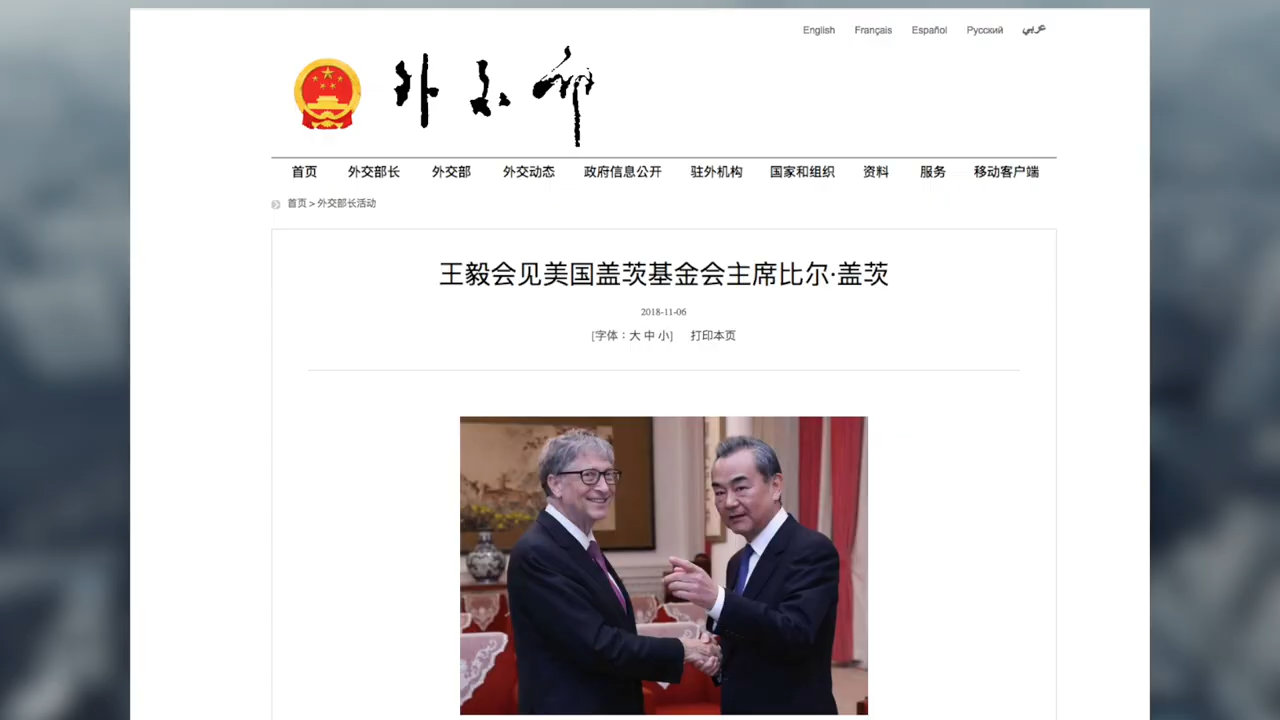 English Français Español Русский عربي
外交部
首页 外交部长 外交部 外交动态 政府信息公开 驻外机构 国家和组织 资料 服务 移动客户端
首页 > 外交部长活动
王毅会见美国盖茨基金会主席比尔·盖茨
2018-11-06
[字体：大 中 小] 打印本页